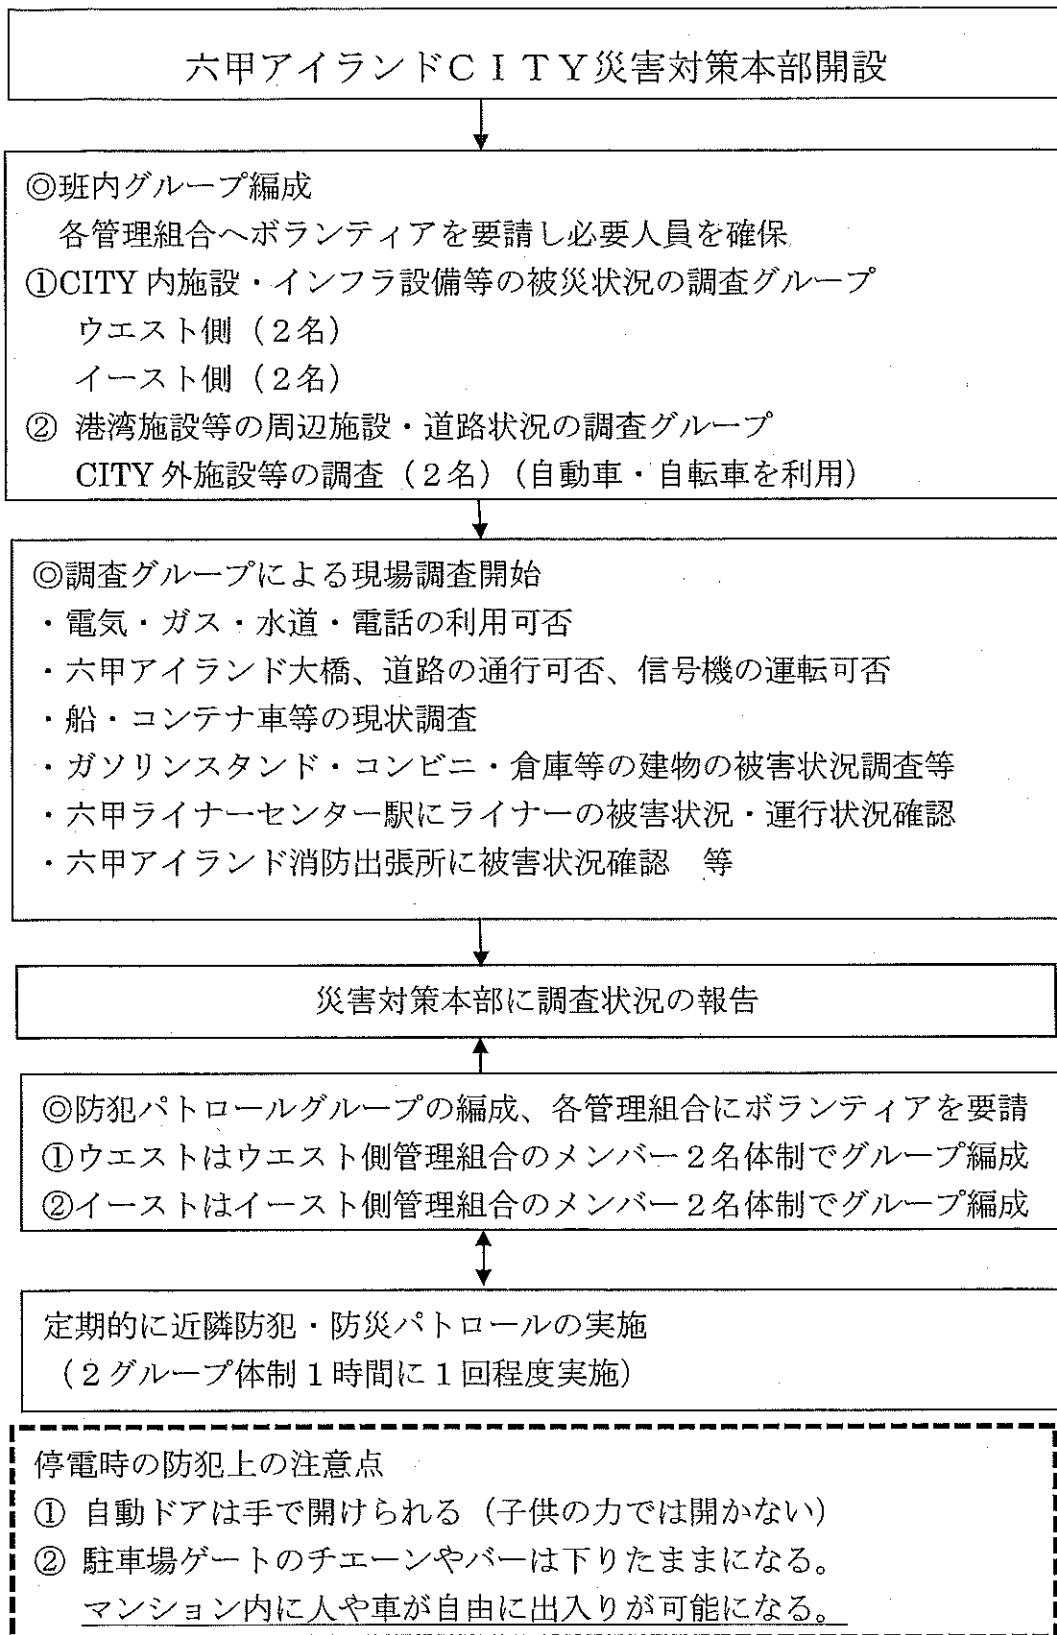 六甲アイランドＣＩＴＹ災害対策本部開設
◎班内グループ編成
各管理組合へボランティアを要請し必要人員を確保
①CITY 内施設・インフラ設備等の被災状況の調査グループ
ウエスト側（２名）
イースト側（２名）
② 港湾施設等の周辺施設・道路状況の調査グループ
CITY 外施設等の調査（２名）（自動車・自転車を利用）
◎調査グループによる現場調査開始
・電気・ガス・水道・電話の利用可否
・六甲アイランド大橋、道路の通行可否、信号機の運転可否
・船・コンテナ車等の現状調査
・ガソリンスタンド・コンビニ・倉庫等の建物の被害状況調査等
・六甲ライナーセンター駅にライナーの被害状況・運行状況確認
・六甲アイランド消防出張所に被害状況確認　等
災害対策本部に調査状況の報告
◎防犯パトロールグループの編成、各管理組合にボランティアを要請
①ウエストはウエスト側管理組合のメンバー２名体制でグループ編成
②イーストはイースト側管理組合のメンバー２名体制でグループ編成
定期的に近隣防犯・防災パトロールの実施
（２グループ体制１時間に１回程度実施）
停電時の防犯上の注意点
① 自動ドアは手で開けられる（子供の力では開かない）
② 駐車場ゲートのチエーンやバーは下りたままになる。
マンション内に人や車が自由に出入りが可能になる。